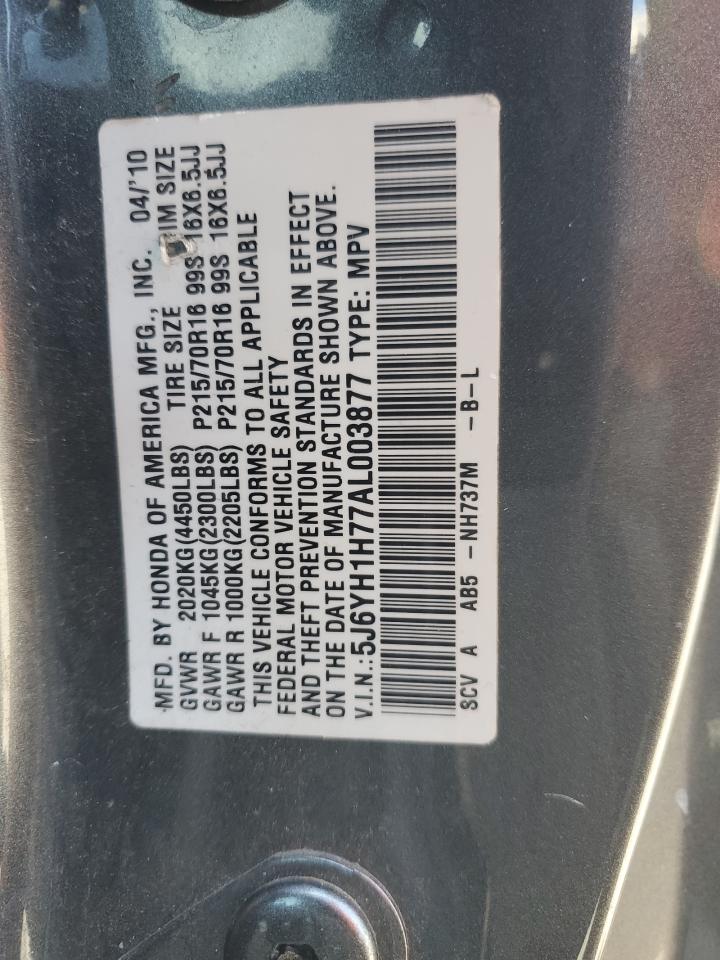 MFD. BY HONDA OF AMERICA MFG., INC. 04/'10
GVWR 2020KG(4450LBS) TIRE SIZE SIZE
GAWR F 1045KG(2300LBS) P215/70R16 99S 16X6.5JJ
GAWR R 1000KG(2205LBS) P215/70R16 99S 16X6.5JJ
THIS VEHICLE CONFORMS TO ALL APPLICABLE
FEDERAL MOTOR VEHICLE SAFETY
AND THEFT PREVENTION STANDARDS IN EFFECT
ON THE DATE OF MANUFACTURE SHOWN ABOVE.
V.I.N.:5J6YH1H77AL003877 TYPE: MPV
SCV A AB5 -NH737M -B-L